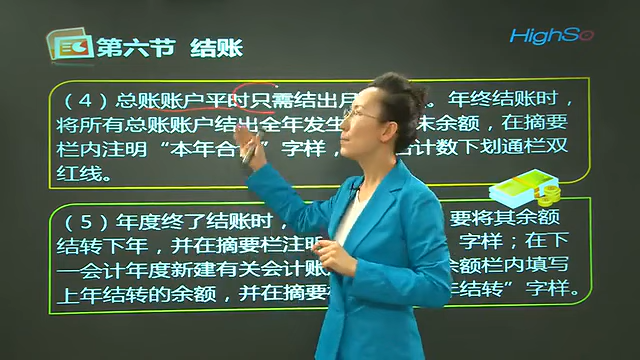 第六节 结账
HighSo
（4）总账账户平时只需结出月 。年终结账时，
将所有总账账户结出全年发生 末余额，在摘要
栏内注明“本年合 ”字样， 合计数下划通栏双
红线。
（5）年度终了结账时， 要将其余额
结转下年，并在摘要栏注明 字样；在下
一会计年度新建有关会计账 余额栏内填写
上年结转的余额，并在摘要 年结转”字样。